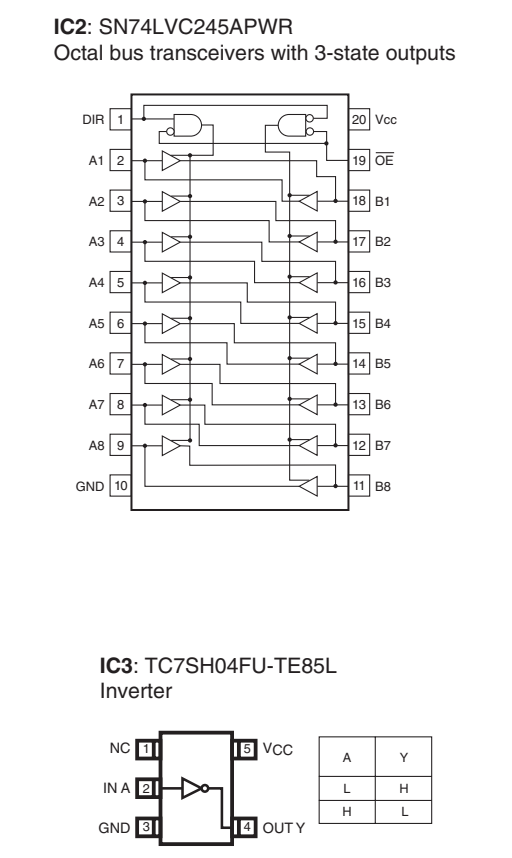 IC2: SN74LVC245APWR
Octal bus transceivers with 3-state outputs
DIR 1 20 Vcc
A1 2 19 OE
A2 3 18 B1
A3 4 17 B2
A4 5 16 B3
A5 6 15 B4
A6 7 14 B5
A7 8 13 B6
A8 9 12 B7
GND 10 11 B8
IC3: TC7SH04FU-TE85L
Inverter
NC 1 5 VCC
IN A 2
GND 3 4 OUT Y
A Y
L H
H L